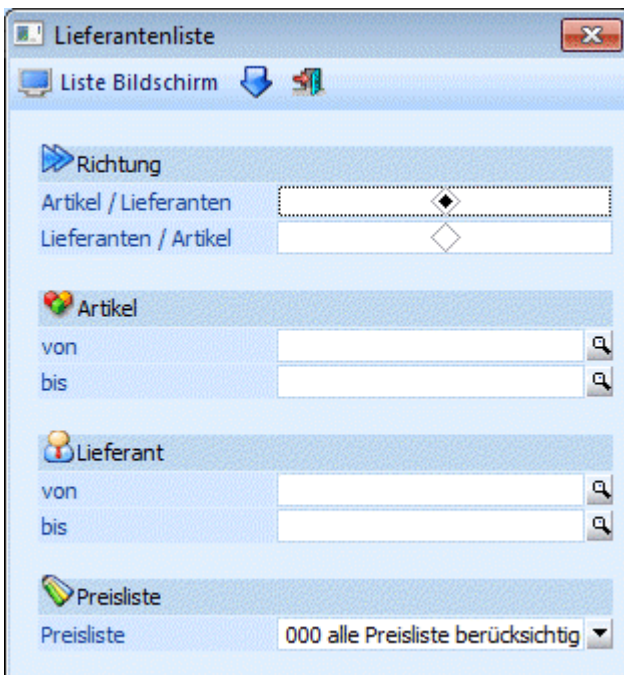 Lieferantenliste
Liste Bildschirm
Richtung
Artikel / Lieferanten
Lieferanten / Artikel
Artikel
von
bis
Lieferant
von
bis
Preisliste
Preisliste 000 alle Preisliste berücksichtig